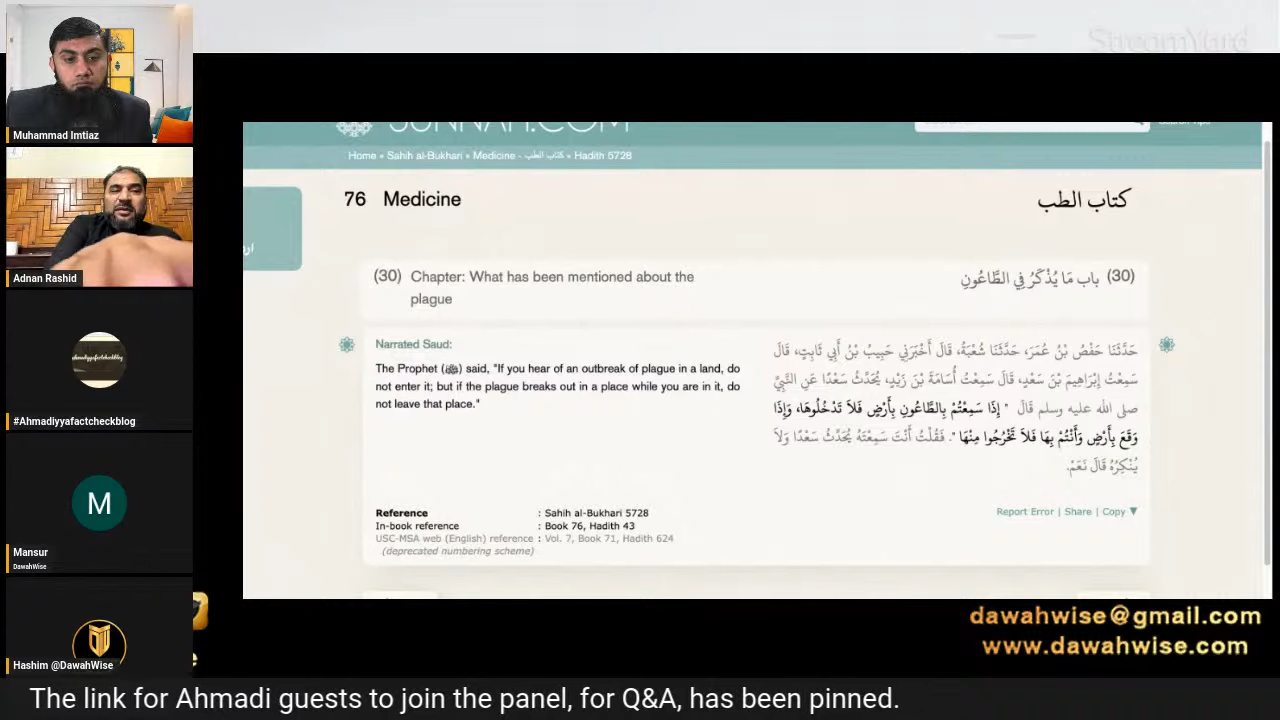 StreamYard
Muhammad Imtiaz
Adnan Rashid
#Ahmadiyyafactcheckblog
M
Mansur
DawahWise
Hashim @DawahWise
SUNNAH.COM
Home » Sahih al-Bukhari » Medicine - كتاب الطب » Hadith 5728
76 Medicine
كتاب الطب
(30) Chapter: What has been mentioned about the
plague
(30) باب مَا يُذْكَرُ فِي الطَّاعُونِ
Narrated Saud:
The Prophet (ﷺ) said, "If you hear of an outbreak of plague in a land, do
not enter it; but if the plague breaks out in a place while you are in it, do
not leave that place."
حَدَّثَنَا حَفْصُ بْنُ عُمَرَ، حَدَّثَنَا شُعْبَةُ، قَالَ أَخْبَرَنِي حَبِيبُ بْنُ أَبِي ثَابِتٍ، قَالَ
سَمِعْتُ إِبْرَاهِيمَ بْنَ سَعْدٍ، قَالَ سَمِعْتُ أُسَامَةَ بْنَ زَيْدٍ، يُحَدِّثُ سَعْدًا عَنِ النَّبِيِّ
صلى الله عليه وسلم قَالَ " إِذَا سَمِعْتُمْ بِالطَّاعُونِ بِأَرْضٍ فَلاَ تَدْخُلُوهَا، وَإِذَا
وَقَعَ بِأَرْضٍ وَأَنْتُمْ بِهَا فَلاَ تَخْرُجُوا مِنْهَا ". فَقُلْتُ أَنْتَ سَمِعْتَهُ يُحَدِّثُ سَعْدًا وَلاَ
يُنْكِرُهُ قَالَ نَعَمْ.
Reference : Sahih al-Bukhari 5728
In-book reference : Book 76, Hadith 43
USC-MSA web (English) reference : Vol. 7, Book 71, Hadith 624
(deprecated numbering scheme)
Report Error | Share | Copy ▼
dawahwise@gmail.com
www.dawahwise.com
The link for Ahmadi guests to join the panel, for Q&A, has been pinned.